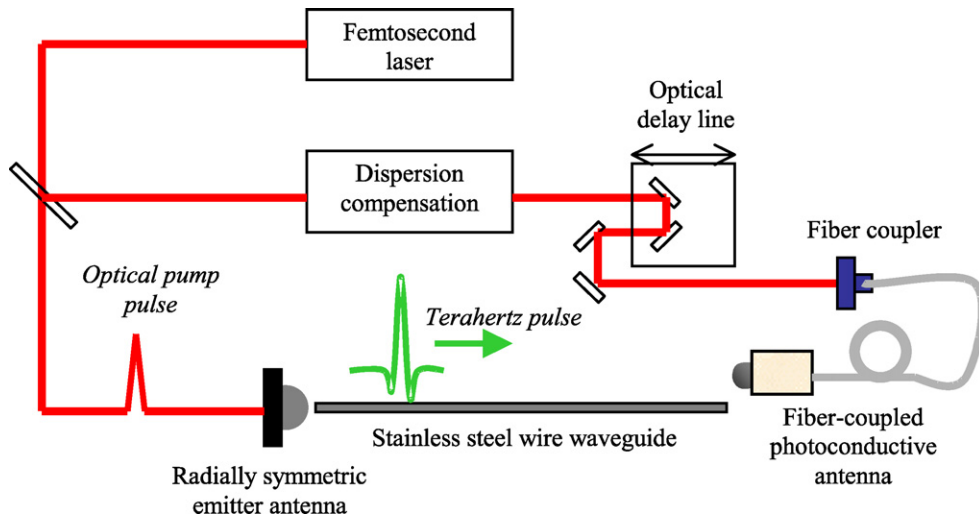 Femtosecond
laser
Optical
delay line
Dispersion
compensation
Fiber coupler
Optical pump
pulse
Terahertz pulse
Stainless steel wire waveguide
Fiber-coupled
photoconductive
antenna
Radially symmetric
emitter antenna